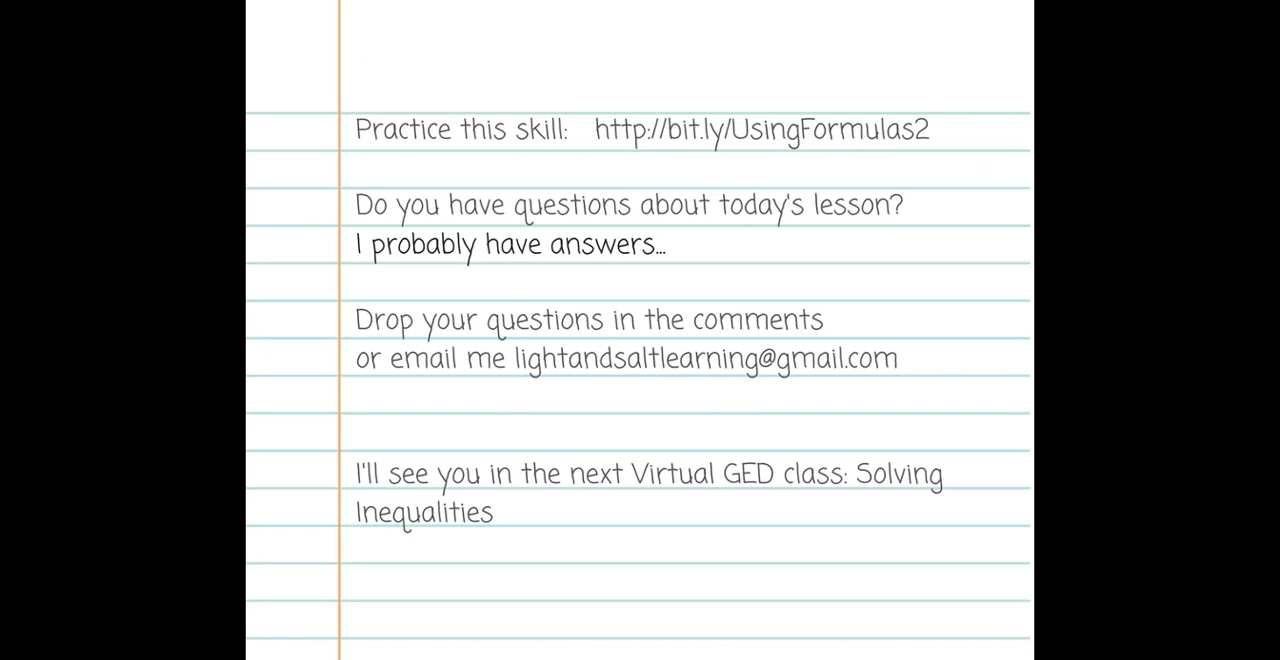 Practice this skill: http://bit.ly/UsingFormulas2
Do you have questions about today's lesson?
I probably have answers...
Drop your questions in the comments
or email me lightandsaltlearning@gmail.com
I'll see you in the next Virtual GED class: Solving
Inequalities